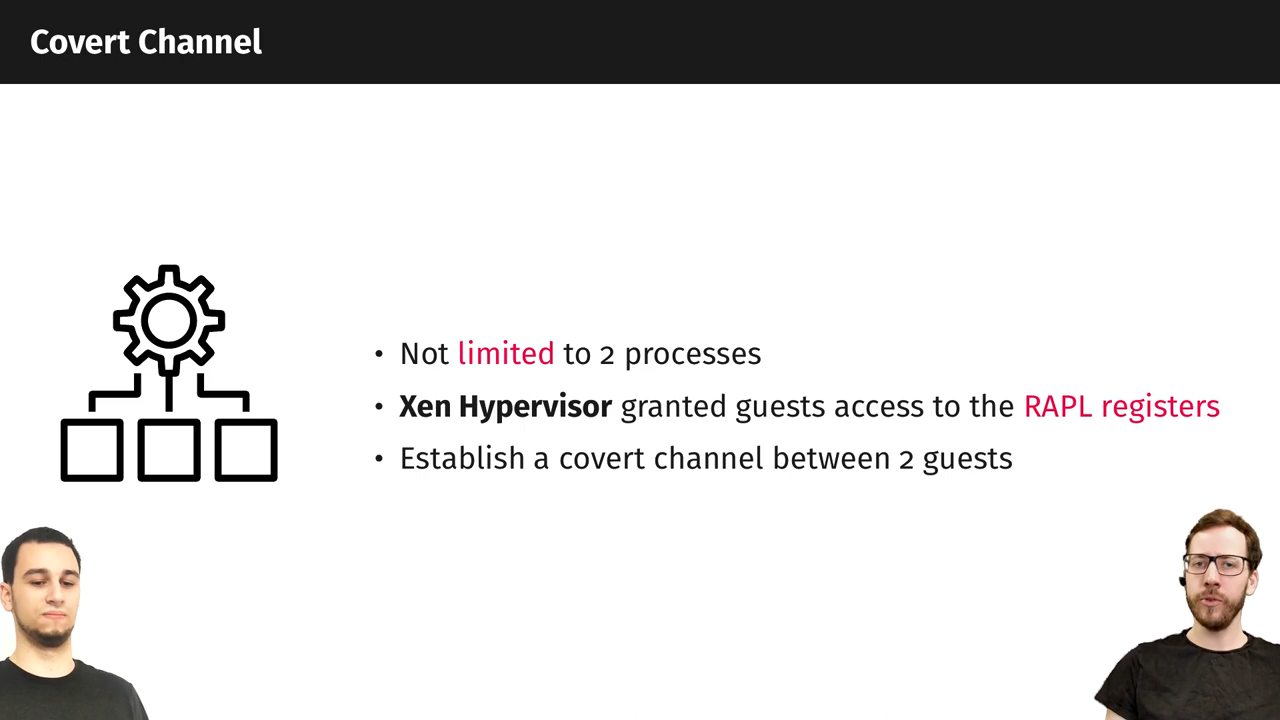 Covert Channel
• Not limited to 2 processes
• Xen Hypervisor granted guests access to the RAPL registers
• Establish a covert channel between 2 guests